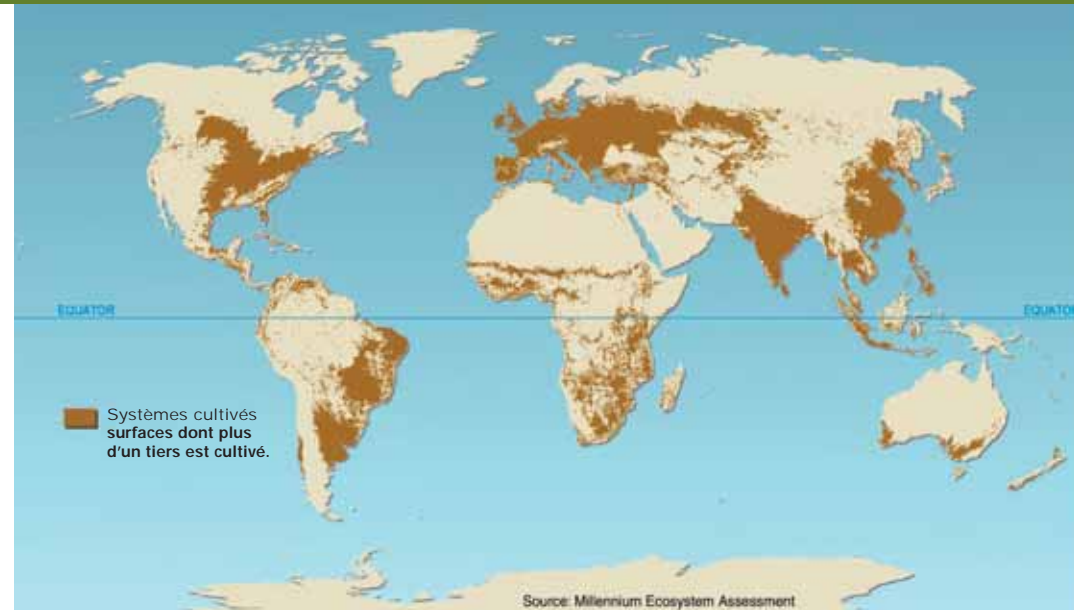 EQUATOR
EQUATOR
Systèmes cultivés
surfaces dont plus
d'un tiers est cultivé.
Source: Millennium Ecosystem Assessment